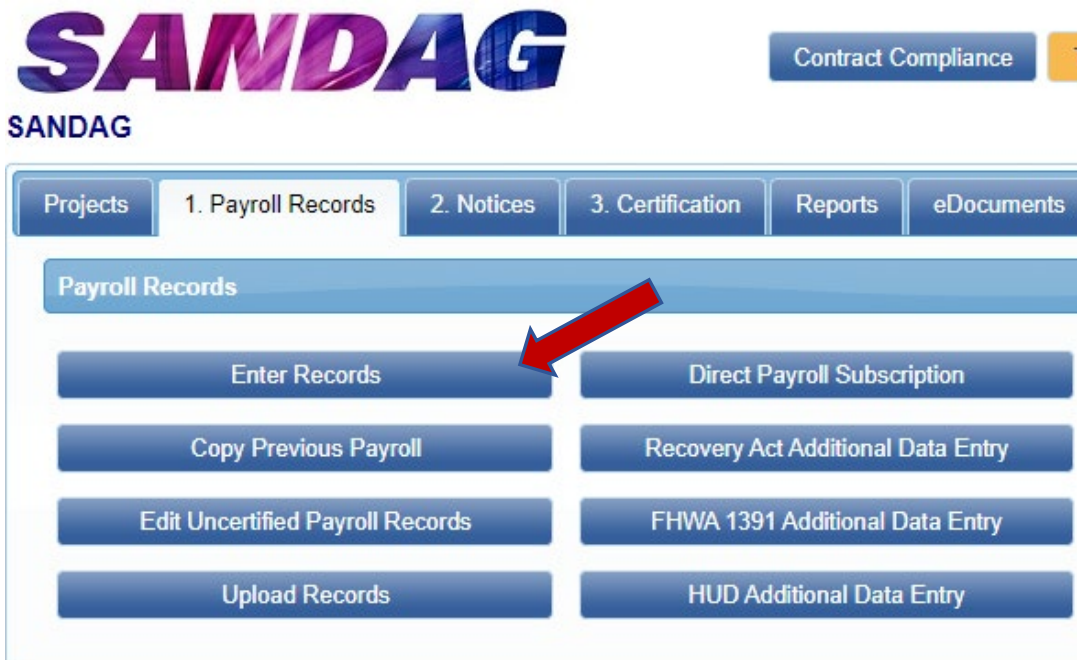 SANDAG
Contract Compliance
SANDAG
Projects 1. Payroll Records 2. Notices 3. Certification Reports eDocuments
Payroll Records
Enter Records Direct Payroll Subscription
Copy Previous Payroll Recovery Act Additional Data Entry
Edit Uncertified Payroll Records FHWA 1391 Additional Data Entry
Upload Records HUD Additional Data Entry